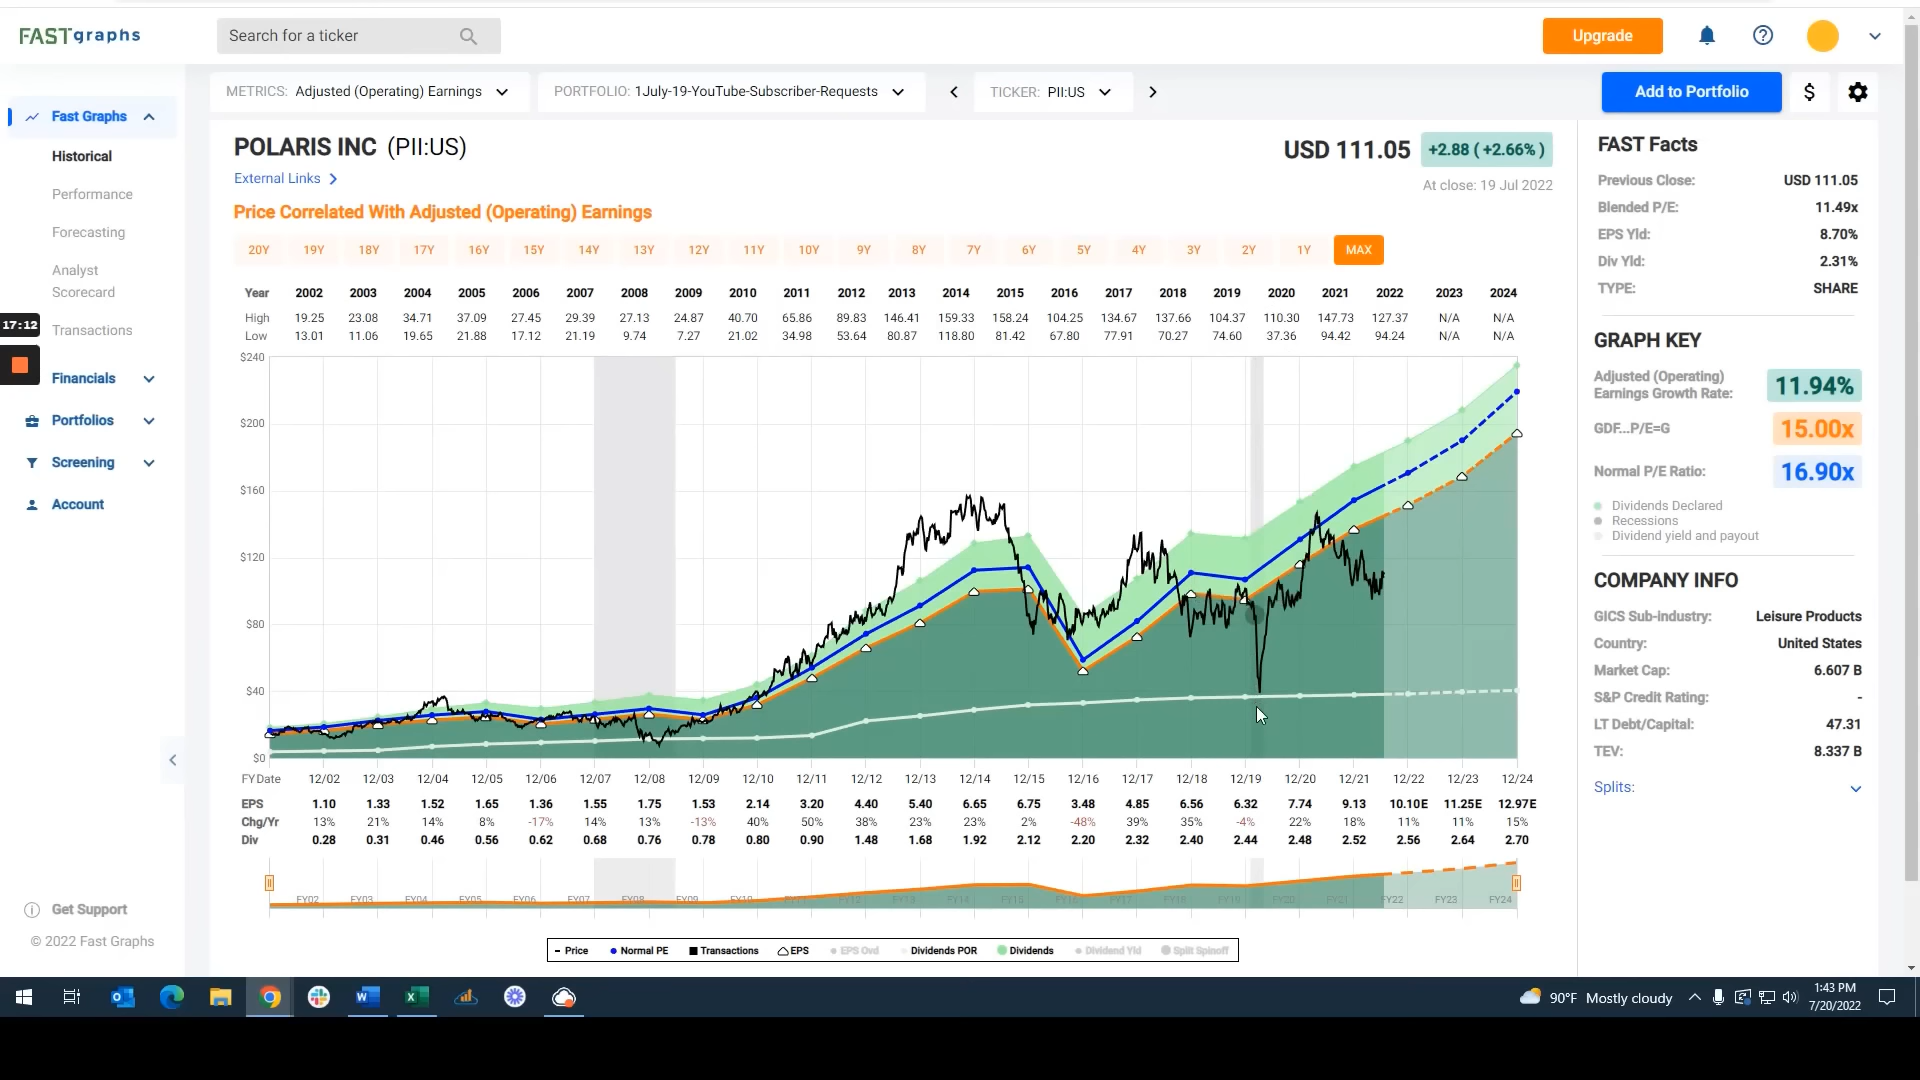 FASTgraphs
Search for a ticker
Upgrade
METRICS: Adjusted (Operating) Earnings
PORTFOLIO: 1July-19-YouTube-Subscriber-Requests
TICKER: PII:US
Add to Portfolio
$
Fast Graphs
Historical
Performance
Forecasting
Analyst
Scorecard
Transactions
Financials
Portfolios
Screening
Account
17:12
Get Support
© 2022 Fast Graphs
POLARIS INC (PII:US)
External Links
USD 111.05 +2.88 ( +2.66% )
At close: 19 Jul 2022
Price Correlated With Adjusted (Operating) Earnings
20Y 19Y 18Y 17Y 16Y 15Y 14Y 13Y 12Y 11Y 10Y 9Y 8Y 7Y 6Y 5Y 4Y 3Y 2Y 1Y MAX
Year 2002 2003 2004 2005 2006 2007 2008 2009 2010 2011 2012 2013 2014 2015 2016 2017 2018 2019 2020 2021 2022 2023 2024
High 19.25 23.08 34.71 37.09 27.45 29.39 27.13 24.87 40.70 65.86 89.83 146.41 159.33 158.24 104.25 134.67 137.66 104.37 110.30 147.73 127.37 N/A N/A
Low 13.01 11.06 19.65 21.88 17.12 21.19 9.74 7.27 21.02 34.98 53.64 80.87 118.80 81.42 67.80 77.91 70.27 74.60 37.36 94.42 94.24 N/A N/A
$240
$200
$160
$120
$80
$40
$0
FY Date 12/02 12/03 12/04 12/05 12/06 12/07 12/08 12/09 12/10 12/11 12/12 12/13 12/14 12/15 12/16 12/17 12/18 12/19 12/20 12/21 12/22 12/23 12/24
EPS 1.10 1.33 1.52 1.65 1.36 1.55 1.75 1.53 2.14 3.20 4.40 5.40 6.65 6.75 3.48 4.85 6.56 6.32 7.74 9.13 10.10E 11.25E 12.97E
Chg/Yr 13% 21% 14% 8% -17% 14% 13% -13% 40% 50% 38% 23% 23% 2% -48% 39% 35% -4% 22% 18% 11% 11% 15%
Div 0.28 0.31 0.46 0.56 0.62 0.68 0.76 0.78 0.80 0.90 1.48 1.68 1.92 2.12 2.20 2.32 2.40 2.44 2.48 2.52 2.56 2.64 2.70
FY02 FY03 FY04 FY05 FY06 FY07 FY08 FY09 FY10 FY11 FY12 FY13 FY14 FY15 FY16 FY17 FY18 FY19 FY20 FY21 FY22 FY23 FY24
Price Normal PE Transactions EPS EPS Ovd Dividends POR Dividends Dividend Yld Split Spinoff
FAST Facts
Previous Close: USD 111.05
Blended P/E: 11.49x
EPS Yld: 8.70%
Div Yld: 2.31%
TYPE: SHARE
GRAPH KEY
Adjusted (Operating)
Earnings Growth Rate: 11.94%
GDF...P/E=G 15.00x
Normal P/E Ratio: 16.90x
Dividends Declared
Recessions
Dividend yield and payout
COMPANY INFO
GICS Sub-industry: Leisure Products
Country: United States
Market Cap: 6.607 B
S&P Credit Rating: -
LT Debt/Capital: 47.31
TEV: 8.337 B
Splits:
90°F Mostly cloudy
1:43 PM
7/20/2022